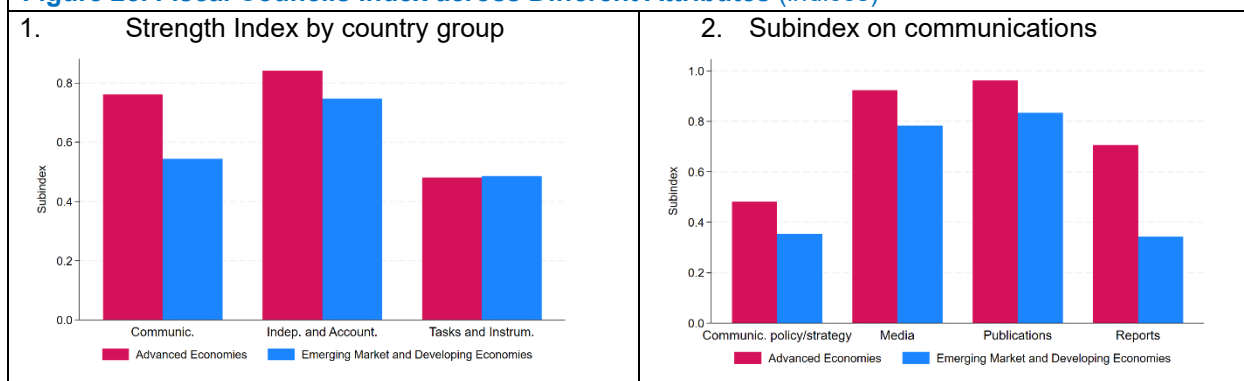 1. Strength Index by country group
0.8
0.6
0.4
0.2
0.0
Subindex
Communic. Indep. and Account. Tasks and Instrum.
Advanced Economies Emerging Market and Developing Economies
2. Subindex on communications
1.0
0.8
0.6
0.4
0.2
0.0
Subindex
Communic. policy/strategy Media Publications Reports
Advanced Economies Emerging Market and Developing Economies